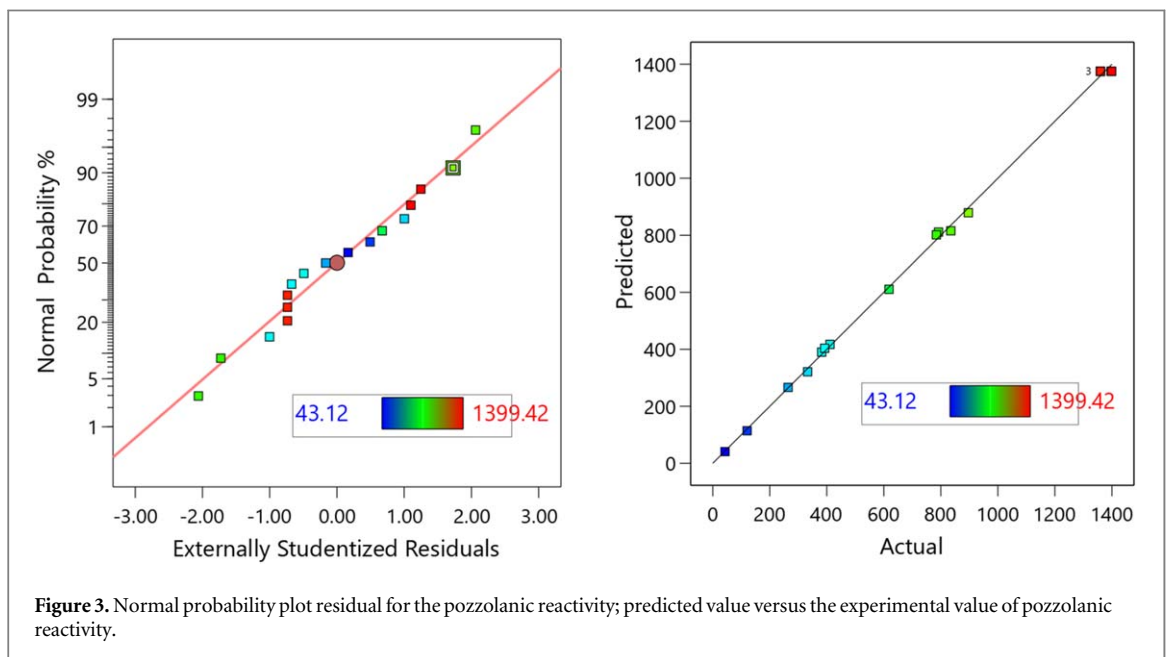 Normal Probability %
99
90
70
50
20
5
1
43.12
1399.42
-3.00 -2.00 -1.00 0.00 1.00 2.00 3.00
Externally Studentized Residuals
Predicted
1400
1200
1000
800
600
400
200
0
3
43.12
1399.42
0 200 400 600 800 1000 1200 1400
Actual
Figure 3. Normal probability plot residual for the pozzolanic reactivity; predicted value versus the experimental value of pozzolanic
reactivity.